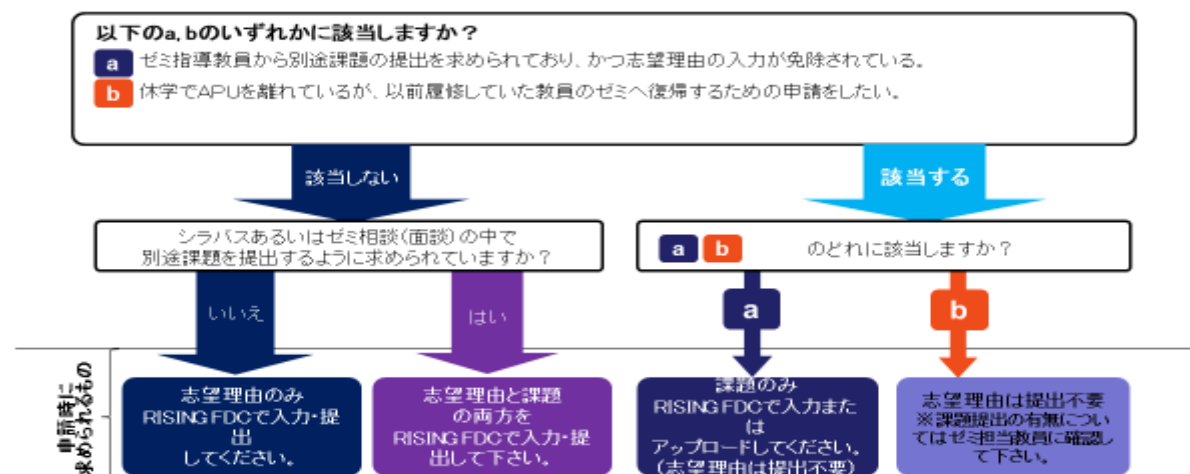 以下のa,bのいずれかに該当しますか？
a ゼミ指導教員から別途課題の提出を求められており、かつ志望理由の入力が免除されている。
b 休学でAPUを離れているが、以前履修していた教員のゼミへ復帰するための申請をしたい。
該当しない
該当する
シラバスあるいはゼミ相談(面談)の中で
別途課題を提出するように求められていますか？
a b のどれに該当しますか？
いいえ
はい
a
b
申請時に
求められるもの
志望理由のみ
RISING FDCで入力・提
出
してください。
志望理由と課題
の両方を
RISING FDCで入力・提
出して下さい。
課題のみ
RISING FDCで入力また
は
アップロードしてください。
(志望理由は提出不要)
志望理由は提出不要
※課題提出の有無につい
てはゼミ担当教員に確認し
て下さい。